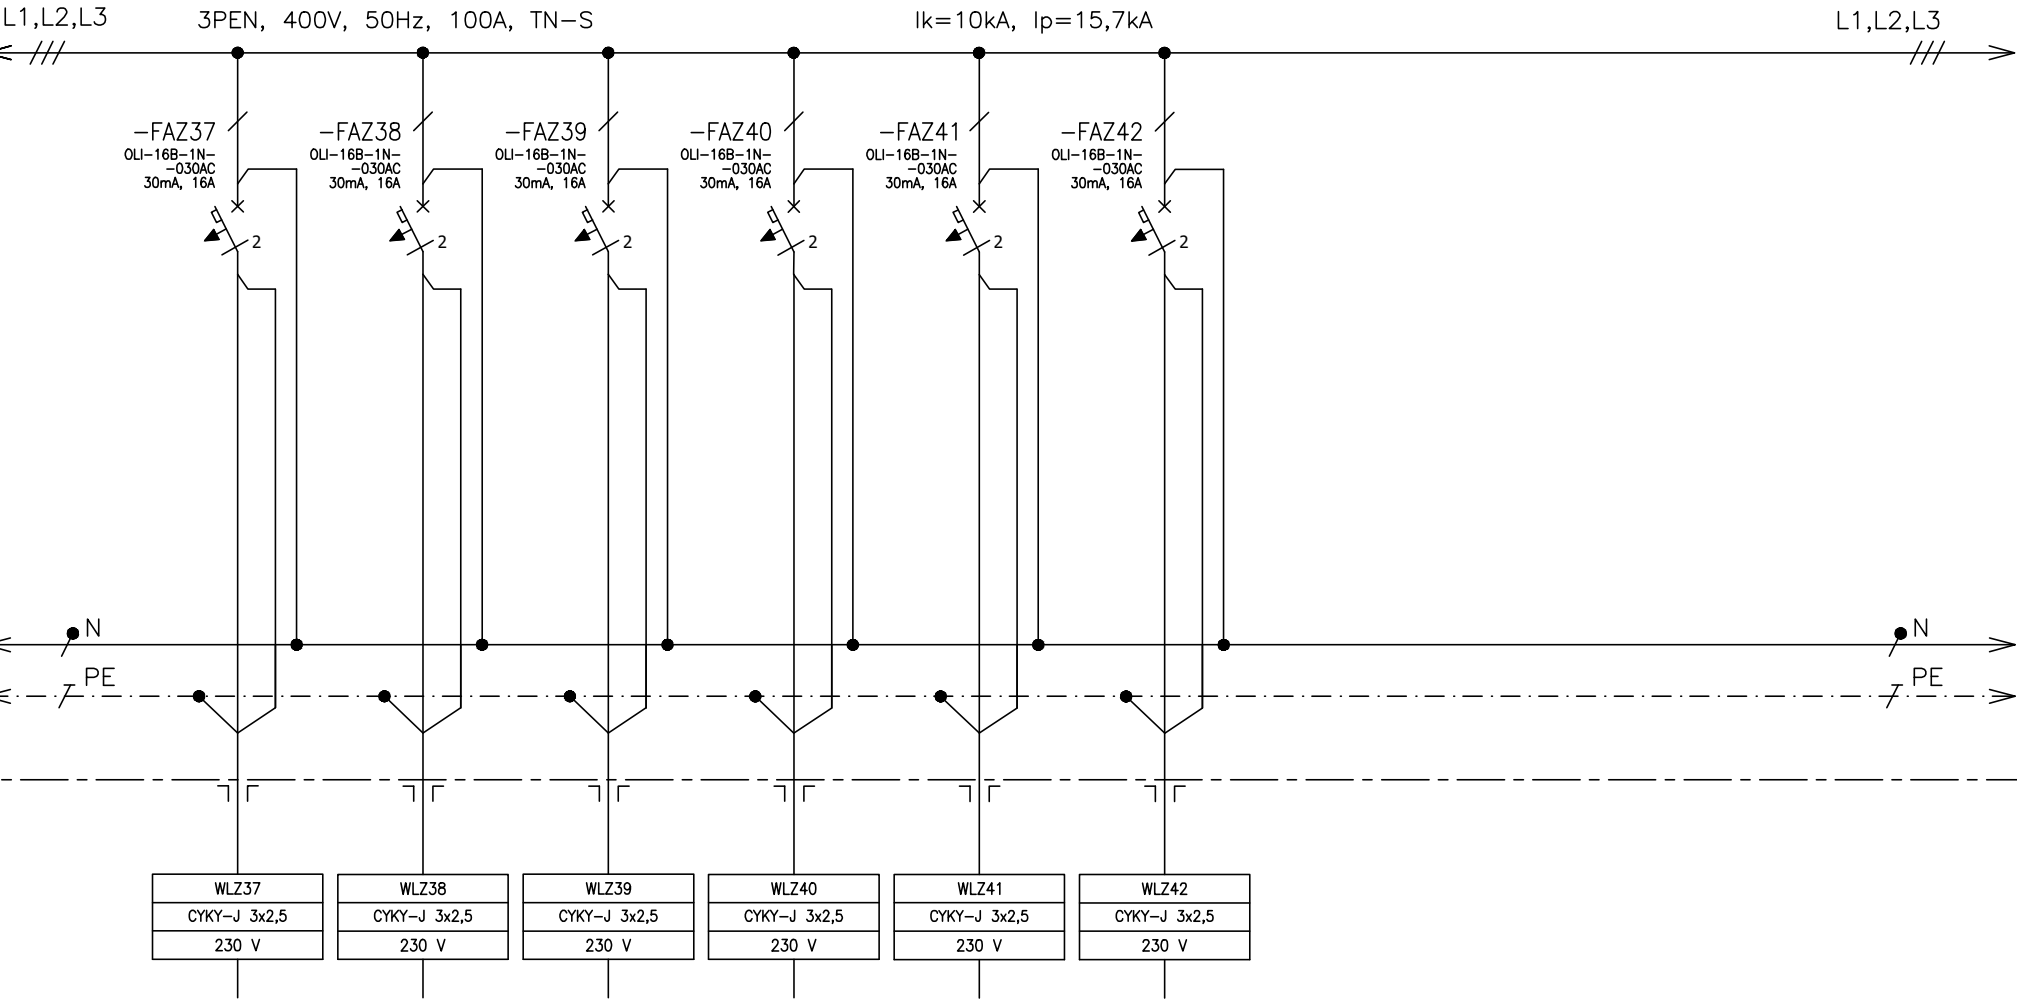 L1,L2,L3
3PEN, 400V, 50Hz, 100A, TN-S
Ik=10kA, Ip=15,7kA
L1,L2,L3
-FAZ37
OLI-16B-1N-
-030AC
30mA, 16A
2
-FAZ38
OLI-16B-1N-
-030AC
30mA, 16A
2
-FAZ39
OLI-16B-1N-
-030AC
30mA, 16A
2
-FAZ40
OLI-16B-1N-
-030AC
30mA, 16A
2
-FAZ41
OLI-16B-1N-
-030AC
30mA, 16A
2
-FAZ42
OLI-16B-1N-
-030AC
30mA, 16A
2
N
N
PE
PE
WLZ37
CYKY-J 3x2,5
230 V
WLZ38
CYKY-J 3x2,5
230 V
WLZ39
CYKY-J 3x2,5
230 V
WLZ40
CYKY-J 3x2,5
230 V
WLZ41
CYKY-J 3x2,5
230 V
WLZ42
CYKY-J 3x2,5
230 V